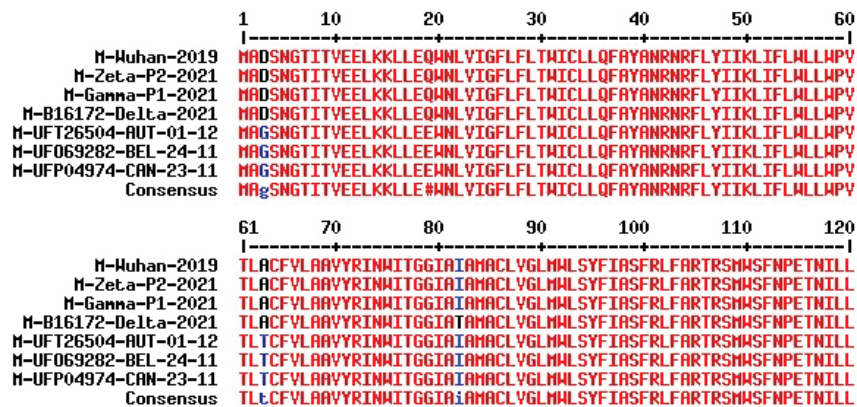 1 10 20 30 40 50 60
|--------+---------+---------+---------+---------+---------|
M-Wuhan-2019 MADSNGTITVEELKKLLEQWNLVIGFLFLTWICLLQFAYANRNRFLYIIKLIFLWLLWPV
M-Zeta-P2-2021 MADSNGTITVEELKKLLEQWNLVIGFLFLTWICLLQFAYANRNRFLYIIKLIFLWLLWPV
M-Gamma-P1-2021 MADSNGTITVEELKKLLEQWNLVIGFLFLTWICLLQFAYANRNRFLYIIKLIFLWLLWPV
M-B16172-Delta-2021 MADSNGTITVEELKKLLEQWNLVIGFLFLTWICLLQFAYANRNRFLYIIKLIFLWLLWPV
M-UFT26504-AUT-01-12 MAGSNGTITVEELKKLLEEWNLVIGFLFLTWICLLQFAYANRNRFLYIIKLIFLWLLWPV
M-UFO69282-BEL-24-11 MAGSNGTITVEELKKLLEEWNLVIGFLFLTWICLLQFAYANRNRFLYIIKLIFLWLLWPV
M-UFP04974-CAN-23-11 MAGSNGTITVEELKKLLEEWNLVIGFLFLTWICLLQFAYANRNRFLYIIKLIFLWLLWPV
Consensus MAgSNGTITVEELKKLLE#WNLVIGFLFLTWICLLQFAYANRNRFLYIIKLIFLWLLWPV
61 70 80 90 100 110 120
|--------+---------+---------+---------+---------+---------|
M-Wuhan-2019 TLACFVLAAVYRINWITGGIAIAMACLVGLMWLSYFIASFRLFARTRSMWSFNPETNILL
M-Zeta-P2-2021 TLACFVLAAVYRINWITGGIAIAMACLVGLMWLSYFIASFRLFARTRSMWSFNPETNILL
M-Gamma-P1-2021 TLACFVLAAVYRINWITGGIAIAMACLVGLMWLSYFIASFRLFARTRSMWSFNPETNILL
M-B16172-Delta-2021 TLACFVLAAVYRINWITGGIATAMACLVGLMWLSYFIASFRLFARTRSMWSFNPETNILL
M-UFT26504-AUT-01-12 TLTCFVLAAVYRINWITGGIAIAMACLVGLMWLSYFIASFRLFARTRSMWSFNPETNILL
M-UFO69282-BEL-24-11 TLTCFVLAAVYRINWITGGIAIAMACLVGLMWLSYFIASFRLFARTRSMWSFNPETNILL
M-UFP04974-CAN-23-11 TLTCFVLAAVYRINWITGGIAIAMACLVGLMWLSYFIASFRLFARTRSMWSFNPETNILL
Consensus TLtCFVLAAVYRINWITGGIAiAMACLVGLMWLSYFIASFRLFARTRSMWSFNPETNILL